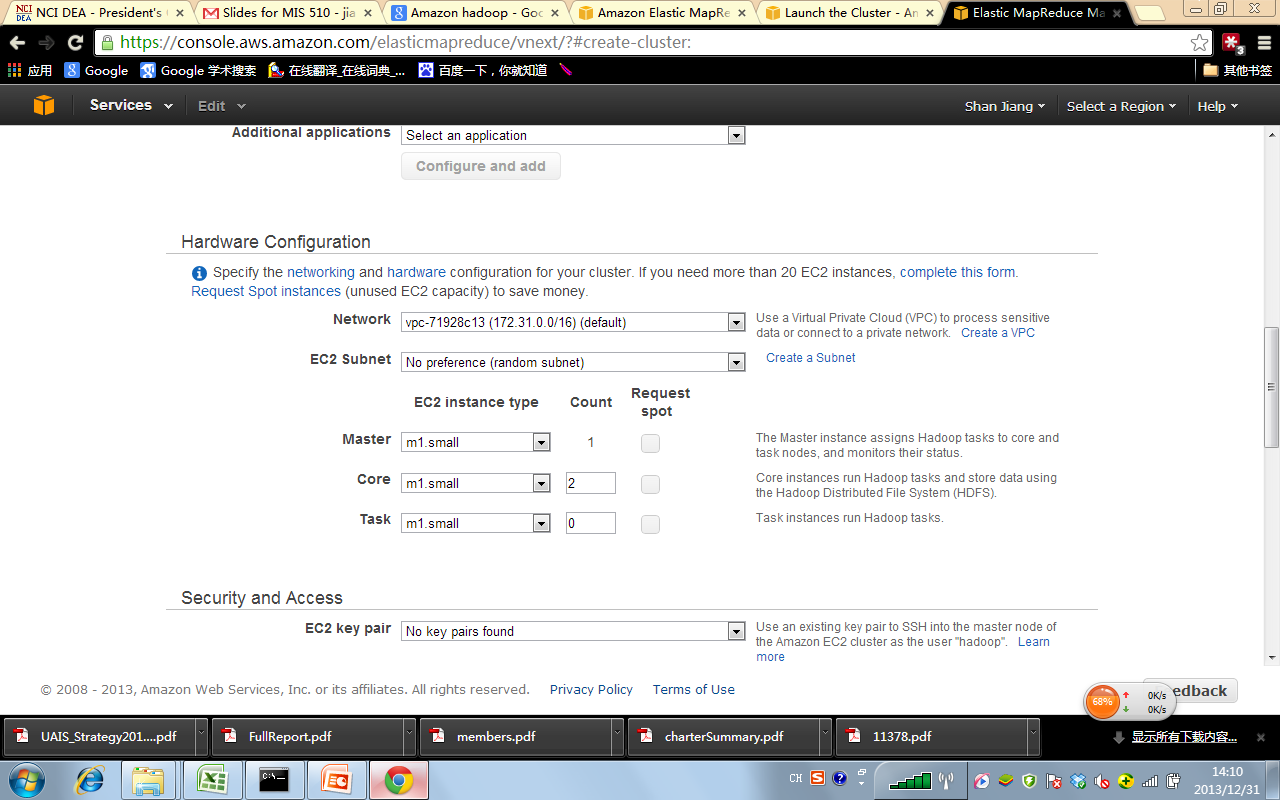 NCI DEA - President's
Slides for MIS 510 - jia
Amazon hadoop - Goo
Amazon Elastic MapRe
Launch the Cluster - An
Elastic MapReduce Ma
https://console.aws.amazon.com/elasticmapreduce/vnext/?#create-cluster:
3
应用
Google
Google 学术搜索
在线翻译_在线词典_...
百度一下，你就知道
其他书签
Services
Edit
Shan Jiang
Select a Region
Help
Additional applications
Select an application
Configure and add
Hardware Configuration
Specify the networking and hardware configuration for your cluster. If you need more than 20 EC2 instances, complete this form.
Request Spot instances (unused EC2 capacity) to save money.
Network
vpc-71928c13 (172.31.0.0/16) (default)
Use a Virtual Private Cloud (VPC) to process sensitive
data or connect to a private network. Create a VPC
EC2 Subnet
No preference (random subnet)
Create a Subnet
EC2 instance type
Count
Request
spot
Master
m1.small
1
The Master instance assigns Hadoop tasks to core and
task nodes, and monitors their status.
Core
m1.small
2
Core instances run Hadoop tasks and store data using
the Hadoop Distributed File System (HDFS).
Task
m1.small
0
Task instances run Hadoop tasks.
Security and Access
EC2 key pair
No key pairs found
Use an existing key pair to SSH into the master node
of the Amazon EC2 cluster as the user "hadoop". Learn
more
© 2008 - 2013, Amazon Web Services, Inc. or its affiliates. All rights reserved.
Privacy Policy
Terms of Use
68%
0K/s
0K/s
edback
UAIS_Strategy201....pdf
FullReport.pdf
members.pdf
charterSummary.pdf
11378.pdf
显示所有下载内容...
CH
14:10
2013/12/31